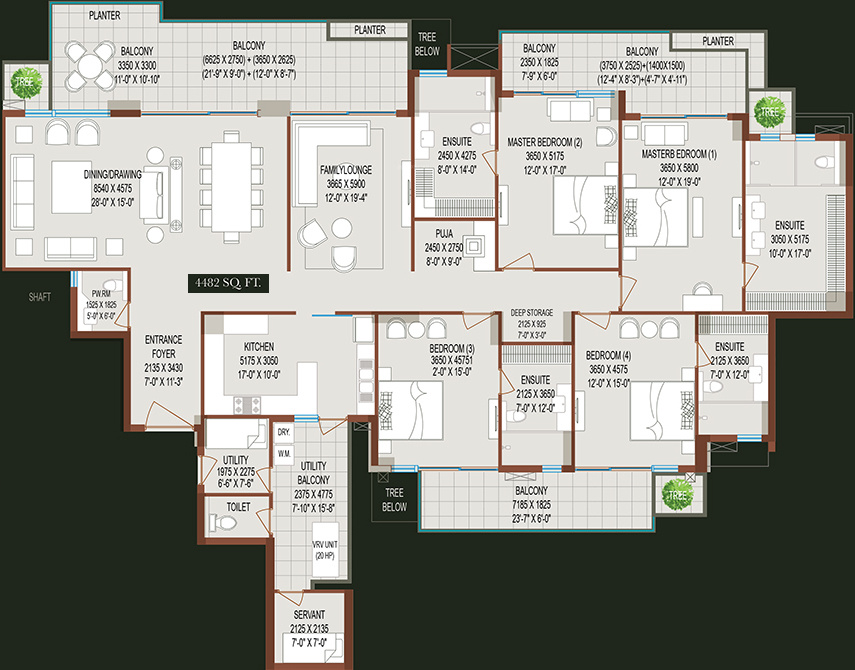 PLANTER
PLANTER
TREE
BELOW
BALCONY
3350 X 3300
11'-0" X 10'-10"
BALCONY
(6625 X 2750) + (3650 X 2625)
(21'-9" X 9'-0") + (12'-0" X 8'-7")
TREE
BALCONY
2350 X 1825
7'-9" X 6'-0"
BALCONY
(3750 X 2525)+(1400X1500)
(12'-4" X 8'-3")+(4'-7" X 4'-11")
PLANTER
TREE
DINING/DRAWING
8540 X 4575
28'-0" X 15'-0"
FAMILYLOUNGE
3665 X 5900
12'-0" X 19'-4"
ENSUITE
2450 X 4275
8'-0" X 14'-0"
MASTER BEDROOM (2)
3650 X 5175
12'-0" X 17'-0"
MASTERB EDROOM (1)
3650 X 5800
12'-0" X 19'-0"
ENSUITE
3050 X 5175
10'-0" X 17'-0"
PUJA
2450 X 2750
8'-0" X 9'-0"
4482 SQ. FT.
SHAFT
PW.RM
1525 X 1825
5'-0" X 6'-0"
ENTRANCE
FOYER
2135 X 3430
7'-0" X 11'-3"
KITCHEN
5175 X 3050
17'-0" X 10'-0"
DEEP STORAGE
2125 X 925
7'-0" X 3'-0"
BEDROOM (3)
3650 X 45751
2'-0" X 15'-0"
ENSUITE
2125 X 3650
7'-0" X 12'-0"
BEDROOM (4)
3650 X 4575
12'-0" X 15'-0"
ENSUITE
2125 X 3650
7'-0" X 12'-0"
DRY.
W.M.
UTILITY
1975 X 2275
6'-6" X 7'-6"
UTILITY
BALCONY
2375 X 4775
7'-10" X 15'-8"
TOILET
VRV UNIT
(20 HP)
TREE
BELOW
BALCONY
7185 X 1825
23'-7" X 6'-0"
TREE
SERVANT
2125 X 2135
7'-0" X 7'-0"